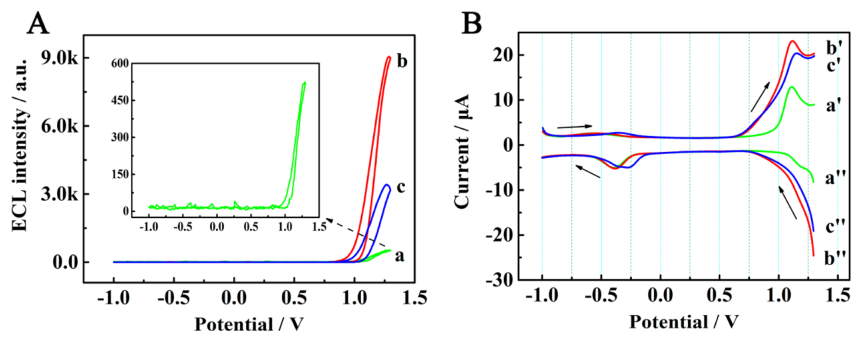 A
ECL intensity / a.u.
9.0k
6.0k
3.0k
0.0
-1.0 -0.5 0.0 0.5 1.0 1.5
Potential / V
600
450
300
150
0
-1.0 -0.5 0.0 0.5 1.0 1.5
b
c
a
B
Current / µA
20
10
0
-10
-20
-30
-1.0 -0.5 0.0 0.5 1.0 1.5
Potential / V
b'
c'
a'
a''
c''
b''